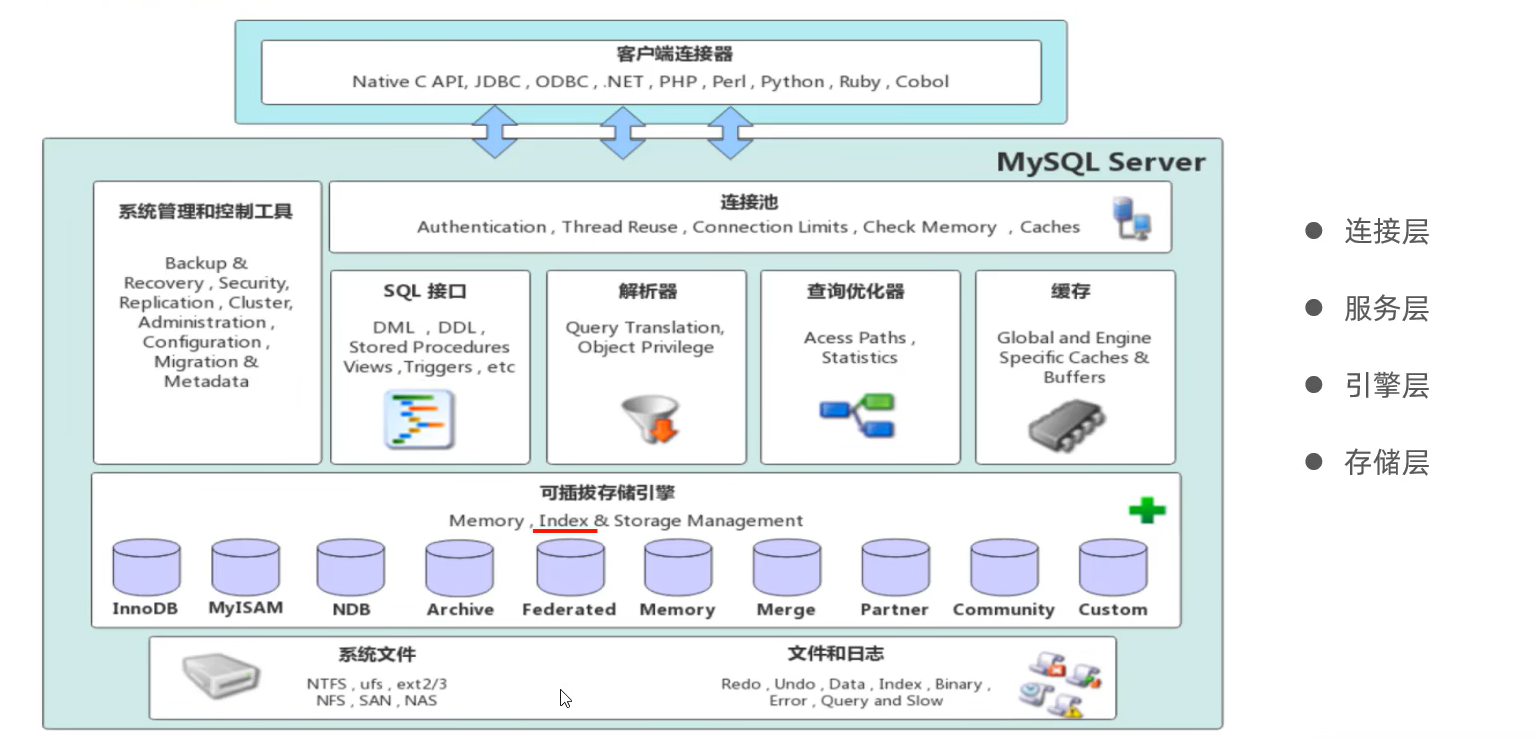 客户端连接器
Native C API, JDBC , ODBC , .NET , PHP , Perl , Python , Ruby , Cobol
MySQL Server
系统管理和控制工具
Backup &
Recovery , Security,
Replication , Cluster,
Administration ,
Configuration ,
Migration &
Metadata
连接池
Authentication , Thread Reuse , Connection Limits , Check Memory , Caches
SQL 接口
DML , DDL ,
Stored Procedures
Views ,Triggers , etc
解析器
Query Translation,
Object Privilege
查询优化器
Acess Paths ,
Statistics
缓存
Global and Engine
Specific Caches &
Buffers
可插拔存储引擎
Memory , Index & Storage Management
InnoDB
MyISAM
NDB
Archive
Federated
Memory
Merge
Partner
Community
Custom
系统文件
NTFS , ufs , ext2/3
NFS , SAN , NAS
文件和日志
Redo , Undo , Data , Index , Binary ,
Error , Query and Slow
● 连接层
● 服务层
● 引擎层
● 存储层